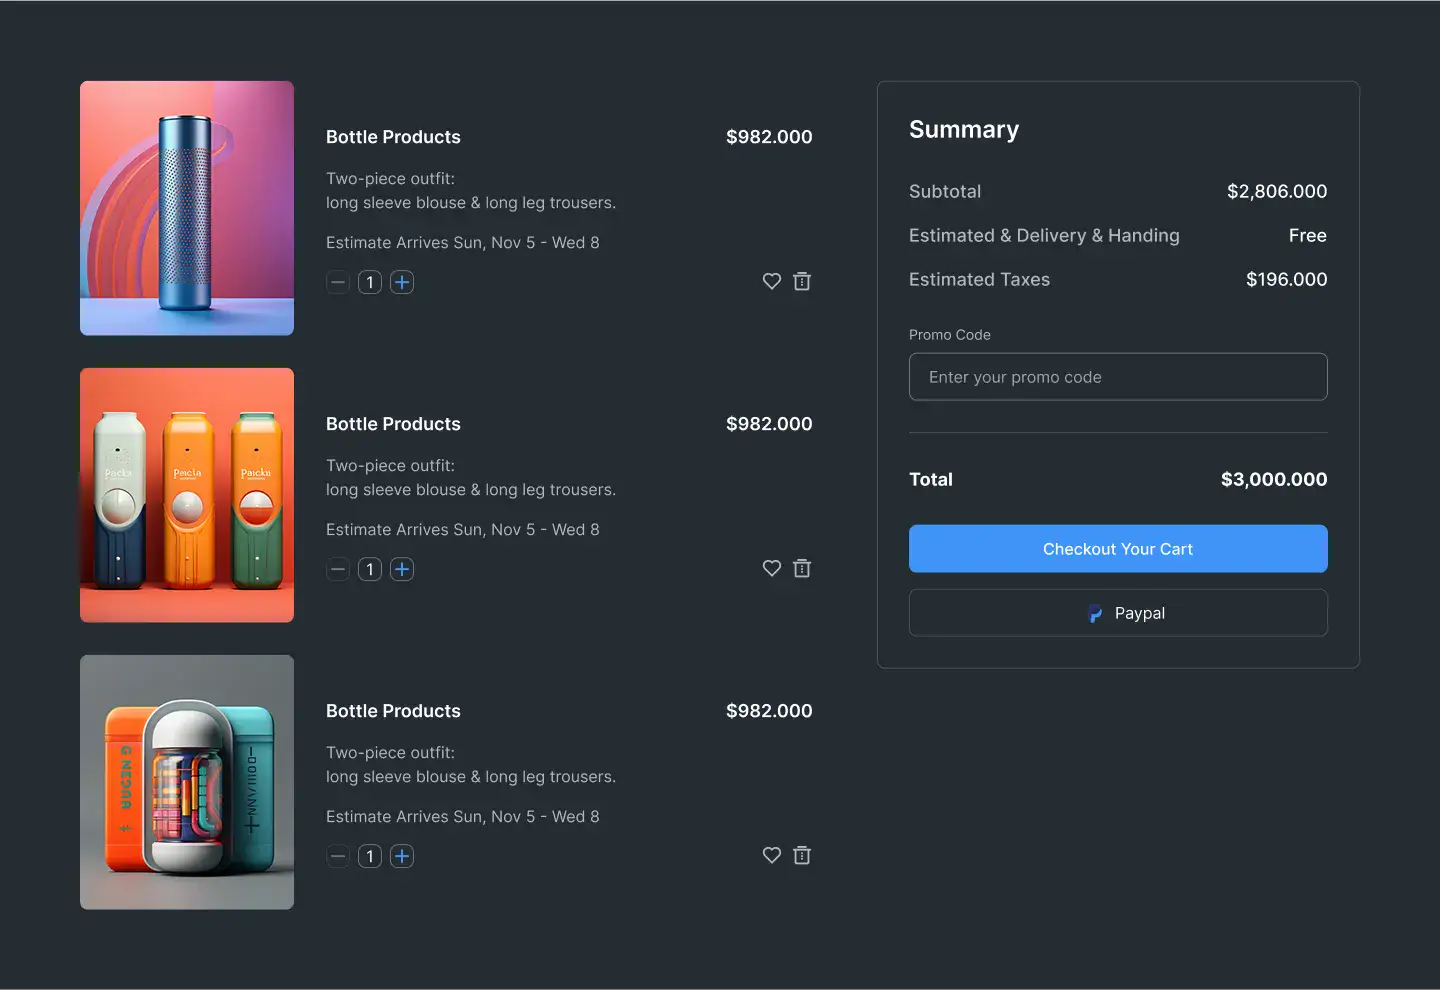 Bottle Products
$982.000
Two-piece outfit:
long sleeve blouse & long leg trousers.
Estimate Arrives Sun, Nov 5 - Wed 8
1
Packa
Paıcla
Paıckıı
Bottle Products
$982.000
Two-piece outfit:
long sleeve blouse & long leg trousers.
Estimate Arrives Sun, Nov 5 - Wed 8
1
Bottle Products
$982.000
Two-piece outfit:
long sleeve blouse & long leg trousers.
Estimate Arrives Sun, Nov 5 - Wed 8
1
Summary
Subtotal
$2,806.000
Estimated & Delivery & Handing
Free
Estimated Taxes
$196.000
Promo Code
Enter your promo code
Total
$3,000.000
Checkout Your Cart
Paypal